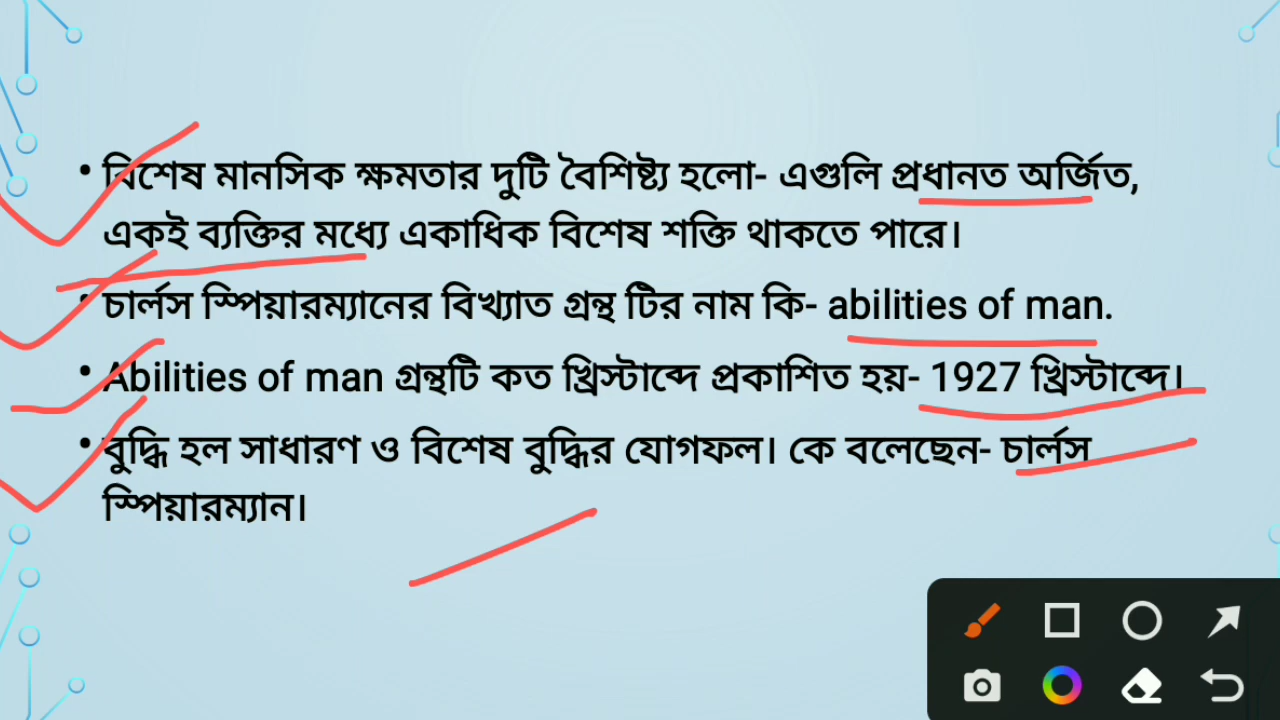 • বিশেষ মানসিক ক্ষমতার দুটি বৈশিষ্ট্য হলো- এগুলি প্রধানত অর্জিত,
একই ব্যক্তির মধ্যে একাধিক বিশেষ শক্তি থাকতে পারে।
• চার্লস স্পিয়ারম্যানের বিখ্যাত গ্রন্থ টির নাম কি- abilities of man.
• Abilities of man গ্রন্থটি কত খ্রিস্টাব্দে প্রকাশিত হয়- 1927 খ্রিস্টাব্দে।
• বুদ্ধি হল সাধারণ ও বিশেষ বুদ্ধির যোগফল। কে বলেছেন- চার্লস
স্পিয়ারম্যান।